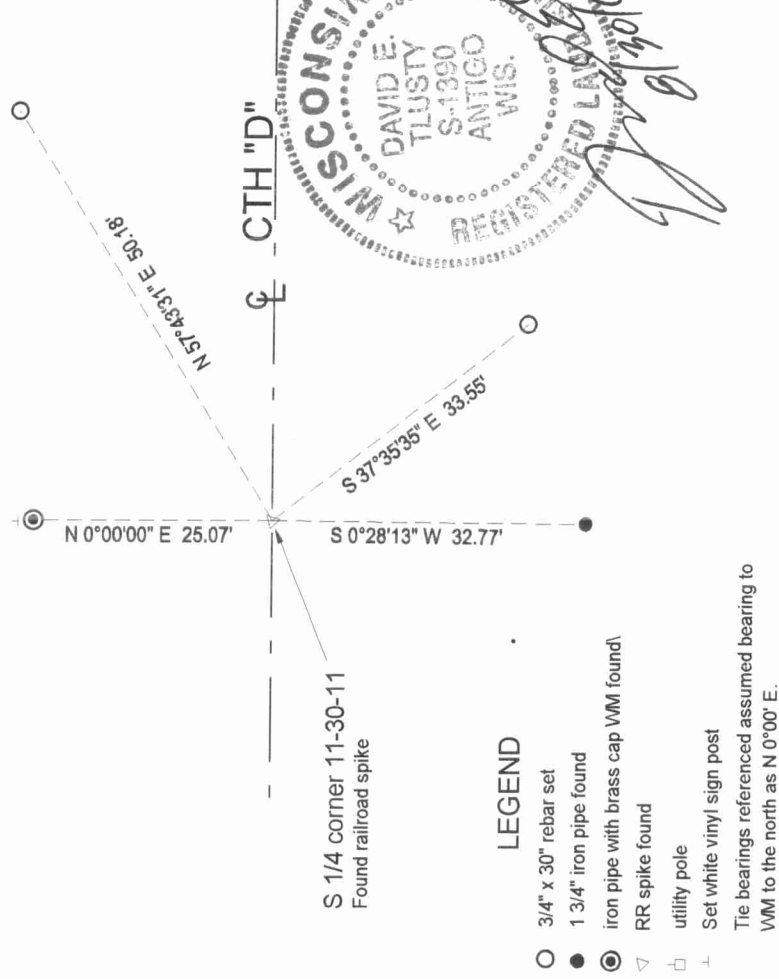 N 57°43'31" E 50.18'
N 0°00'00" E 25.07'
CTH "D"
S 37°35'35" E 33.55'
S 0°28'13" W 32.77'
S 1/4 corner 11-30-11
Found railroad spike
WISCONSI
DAVID E.
TLUSTY
S-1390
ANTIGO
WIS.
REGISTERED LAND
LEGEND
3/4" x 30" rebar set
1 3/4" iron pipe found
iron pipe with brass cap WM found\
RR spike found
utility pole
Set white vinyl sign post
Tie bearings referenced assumed bearing to
WM to the north as N 0°00' E.